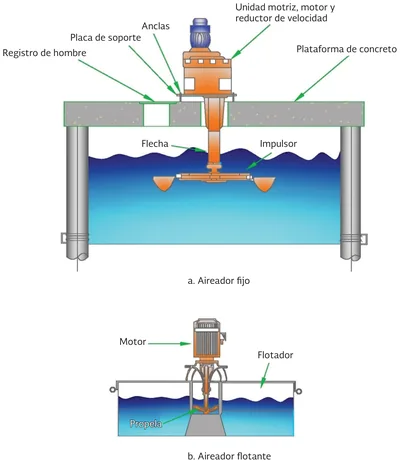 Unidad motriz, motor y
reductor de velocidad
Anclas
Placa de soporte
Registro de hombre
Plataforma de concreto
Flecha
Impulsor
a. Aireador fijo
Motor
Flotador
Propela
b. Aireador flotante